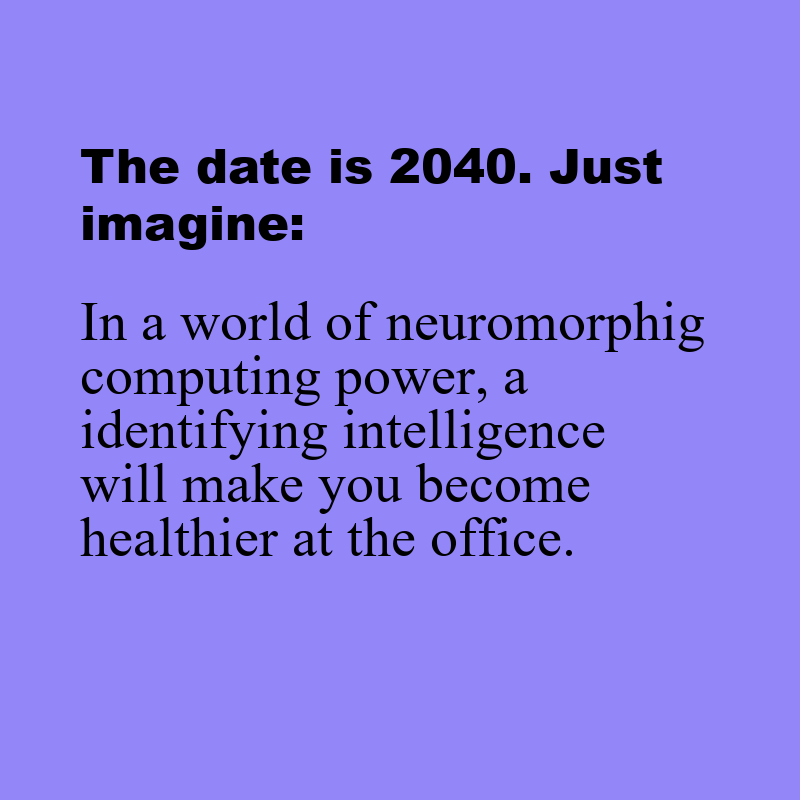 The date is 2040. Just
imagine:
In a world of neuromorphig
computing power, a
identifying intelligence
will make you become
healthier at the office.